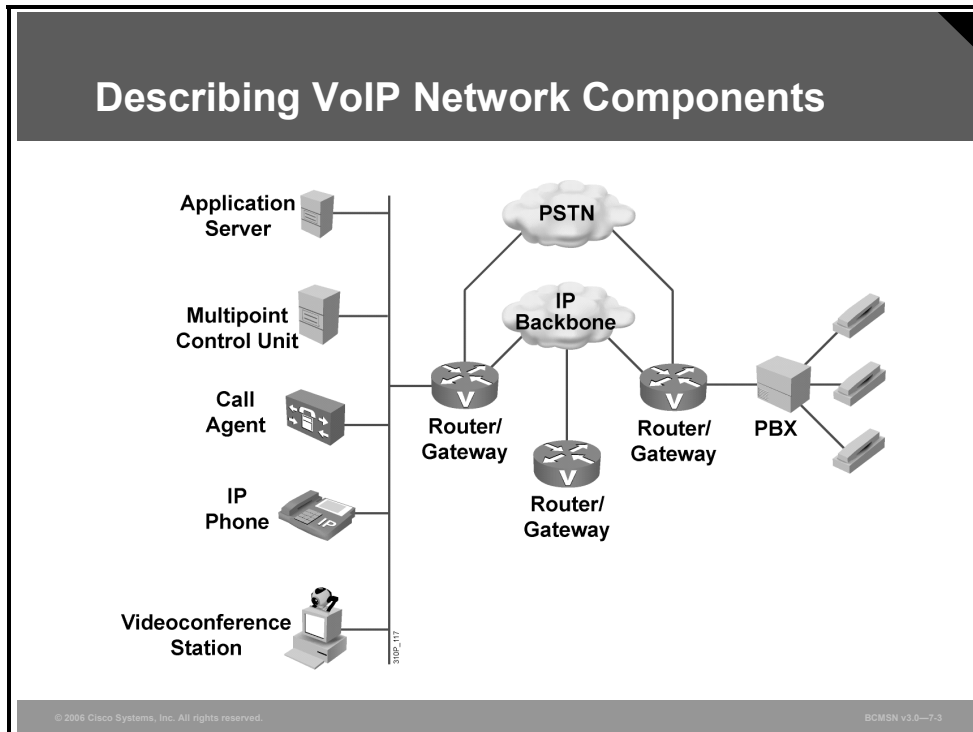 Describing VoIP Network Components
Application
Server
Multipoint
Control Unit
Call
Agent
IP
Phone
IP
Videoconference
Station
310P_117
PSTN
IP
Backbone
V
Router/
Gateway
V
Router/
Gateway
V
Router/
Gateway
PBX
© 2006 Cisco Systems, Inc. All rights reserved.
BCMSN v3.0—7-3